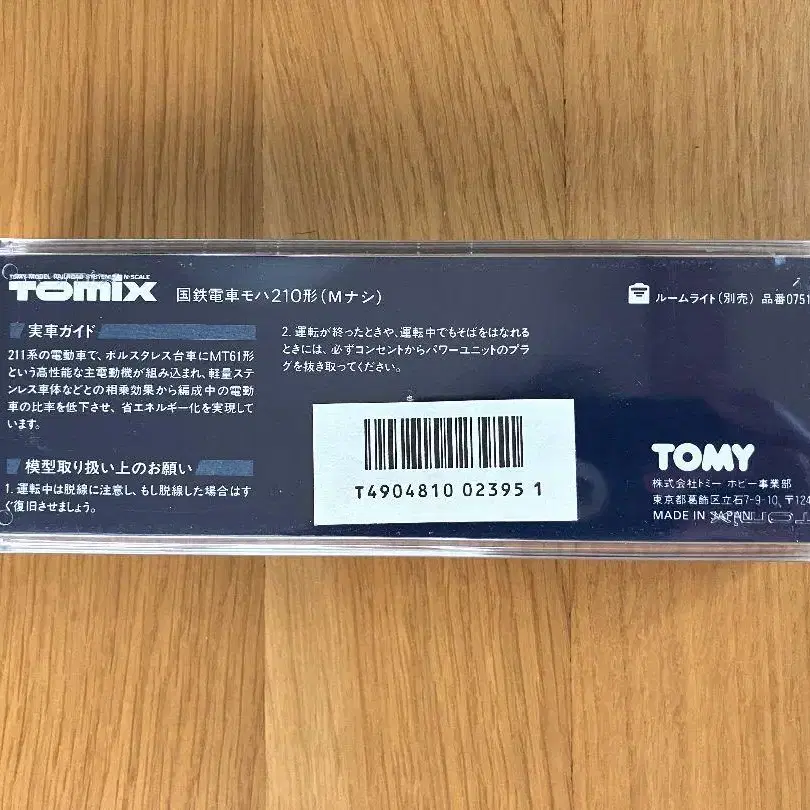 TOMY MODEL RAILROAD SYSTEM N-SCALE
TOMIX 国鉄電車モハ210形(Mナシ)
ルームライト(別売) 品番0751
実車ガイド
211系の電動車で、ボルスタレス台車にMT61形
という高性能な主電動機が組み込まれ、軽量ステ
ンレス車体などとの相乗効果から編成中の電動
車の比率を低下させ、省エネルギー化を実現して
います。
模型取り扱い上のお願い
1. 運転中は脱線に注意し、もし脱線した場合はす
ぐ復旧させましょう。
2. 運転が終ったときや、運転中でもそばをはなれる
ときには、必ずコンセントからパワーユニットのプラ
グを抜き取ってください。
T4904810 02395 1
TOMY
株式会社トミー ホビー事業部
東京都葛飾区立石7-9-10, 〒124
MADE IN JAPAN